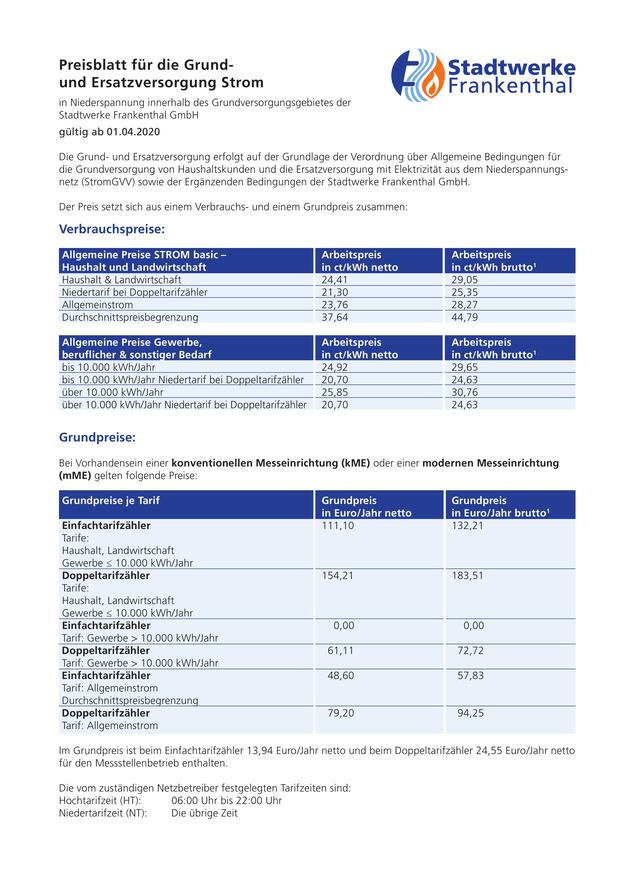 Preisblatt für die Grund-
und Ersatzversorgung Strom
Stadtwerke
Frankenthal
in Niederspannung innerhalb des Grundversorgungsgebietes der
Stadtwerke Frankenthal GmbH
gültig ab 01.04.2020
Die Grund- und Ersatzversorgung erfolgt auf der Grundlage der Verordnung über Allgemeine Bedingungen für
die Grundversorgung von Haushaltskunden und die Ersatzversorgung mit Elektrizität aus dem Niederspannungs-
netz (StromGVV) sowie der Ergänzenden Bedingungen der Stadtwerke Frankenthal GmbH.
Der Preis setzt sich aus einem Verbrauchs- und einem Grundpreis zusammen:
Verbrauchspreise:
Allgemeine Preise STROM basic – Arbeitspreis Arbeitspreis
Haushalt und Landwirtschaft in ct/kWh netto in ct/kWh brutto¹
Haushalt & Landwirtschaft 24,41 29,05
Niedertarif bei Doppeltarifzähler 21,30 25,35
Allgemeinstrom 23,76 28,27
Durchschnittspreisbegrenzung 37,64 44,79
Allgemeine Preise Gewerbe, Arbeitspreis Arbeitspreis
beruflicher & sonstiger Bedarf in ct/kWh netto in ct/kWh brutto¹
bis 10.000 kWh/Jahr 24,92 29,65
bis 10.000 kWh/Jahr Niedertarif bei Doppeltarifzähler 20,70 24,63
über 10.000 kWh/Jahr 25,85 30,76
über 10.000 kWh/Jahr Niedertarif bei Doppeltarifzähler 20,70 24,63
Grundpreise:
Bei Vorhandensein einer konventionellen Messeinrichtung (kME) oder einer modernen Messeinrichtung
(mME) gelten folgende Preise:
Grundpreise je Tarif Grundpreis Grundpreis
in Euro/Jahr netto in Euro/Jahr brutto¹
Einfachtarifzähler 111,10 132,21
Tarife:
Haushalt, Landwirtschaft
Gewerbe ≤ 10.000 kWh/Jahr
Doppeltarifzähler 154,21 183,51
Tarife:
Haushalt, Landwirtschaft
Gewerbe ≤ 10.000 kWh/Jahr
Einfachtarifzähler 0,00 0,00
Tarif: Gewerbe > 10.000 kWh/Jahr
Doppeltarifzähler 61,11 72,72
Tarif: Gewerbe > 10.000 kWh/Jahr
Einfachtarifzähler 48,60 57,83
Tarif: Allgemeinstrom
Durchschnittspreisbegrenzung
Doppeltarifzähler 79,20 94,25
Tarif: Allgemeinstrom
Im Grundpreis ist beim Einfachtarifzähler 13,94 Euro/Jahr netto und beim Doppeltarifzähler 24,55 Euro/Jahr netto
für den Messstellenbetrieb enthalten.
Die vom zuständigen Netzbetreiber festgelegten Tarifzeiten sind:
Hochtarifzeit (HT): 06:00 Uhr bis 22:00 Uhr
Niedertarifzeit (NT): Die übrige Zeit